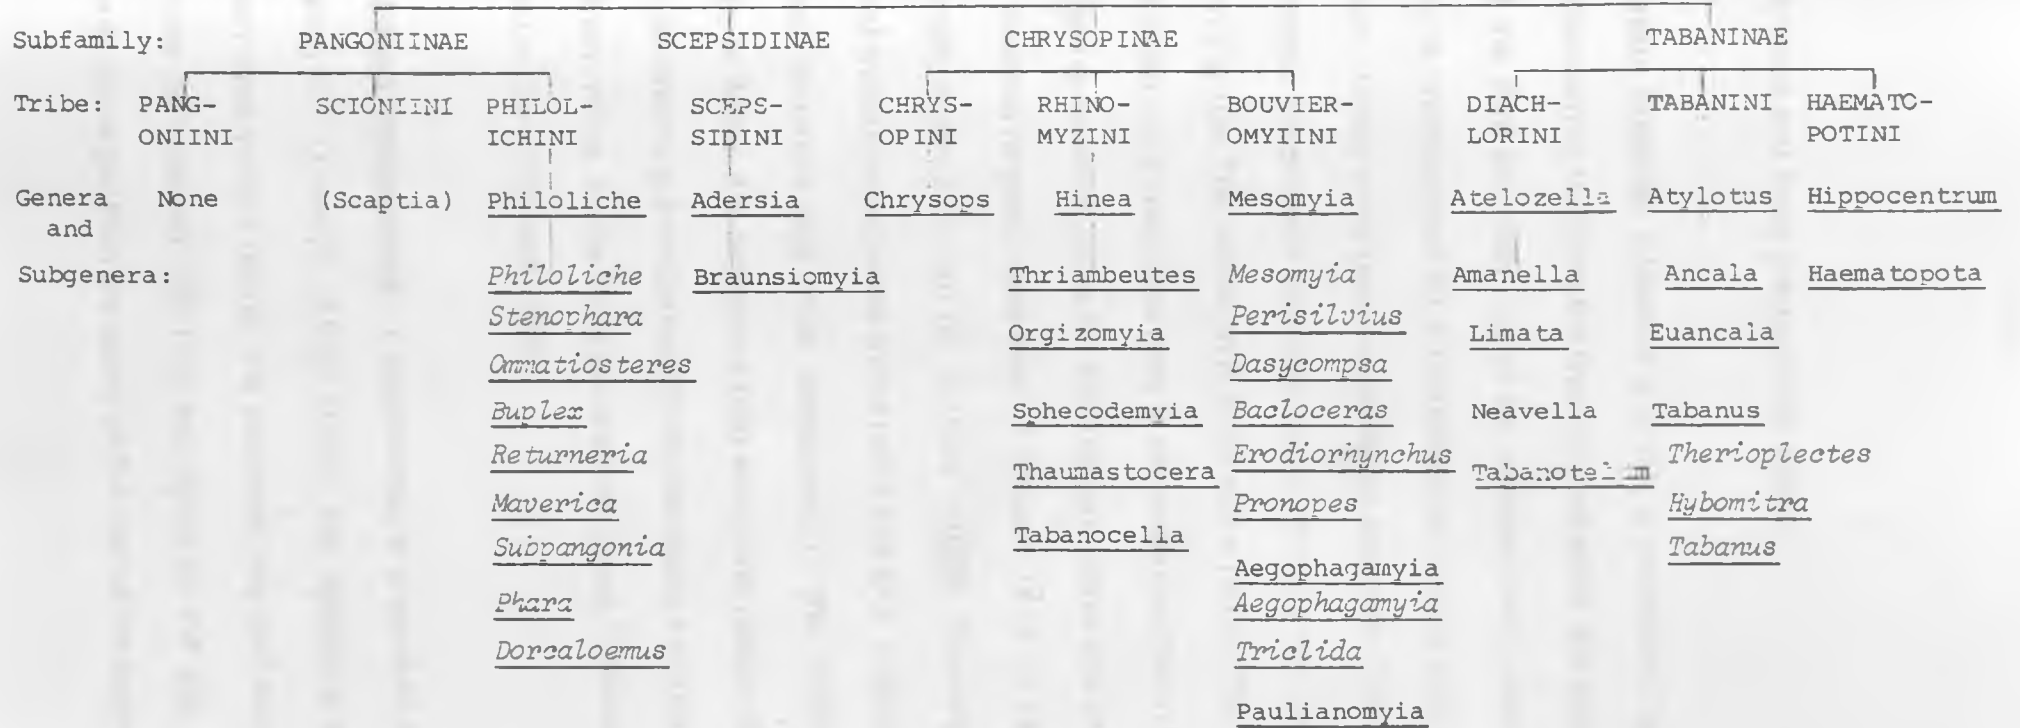 Subfamily: PANGONIINAE SCEPSIDINAE CHRYSOPINAE TABANINAE
Tribe: PANG- SCIONIINI PHILOL- SCEPS- CHRYS- RHINO- BOUVIER- DIACH- TABANINI HAEMATO-
ONIINI ICHINI SIDINI OPINI MYZINI OMYIINI LORINI POTINI
Genera None (Scaptia) Philoliche Adersia Chrysops Hinea Mesomyia Atelozella Atylotus Hippocentrum
and
Subgenera: Philoliche Braunsiomyia Thriambeutes Mesomyia Amanella Ancala Haematopota
Stenophara Orgizomyia Perisilvius Limata Euancala
Ommatiosteres Dasycompsa
Buplex Sphecodemyia Bacloceras Neavella Tabanus
Returneria Thaumastocera Erodiorhynchus Therioplectes
Maverica Pronopes Hybomitra
Subpangonia Tabanocella Tabanus
Aegophagamyia
Phara Aegophagamyia
Dorcaloemus Triclida
Paulianomyia